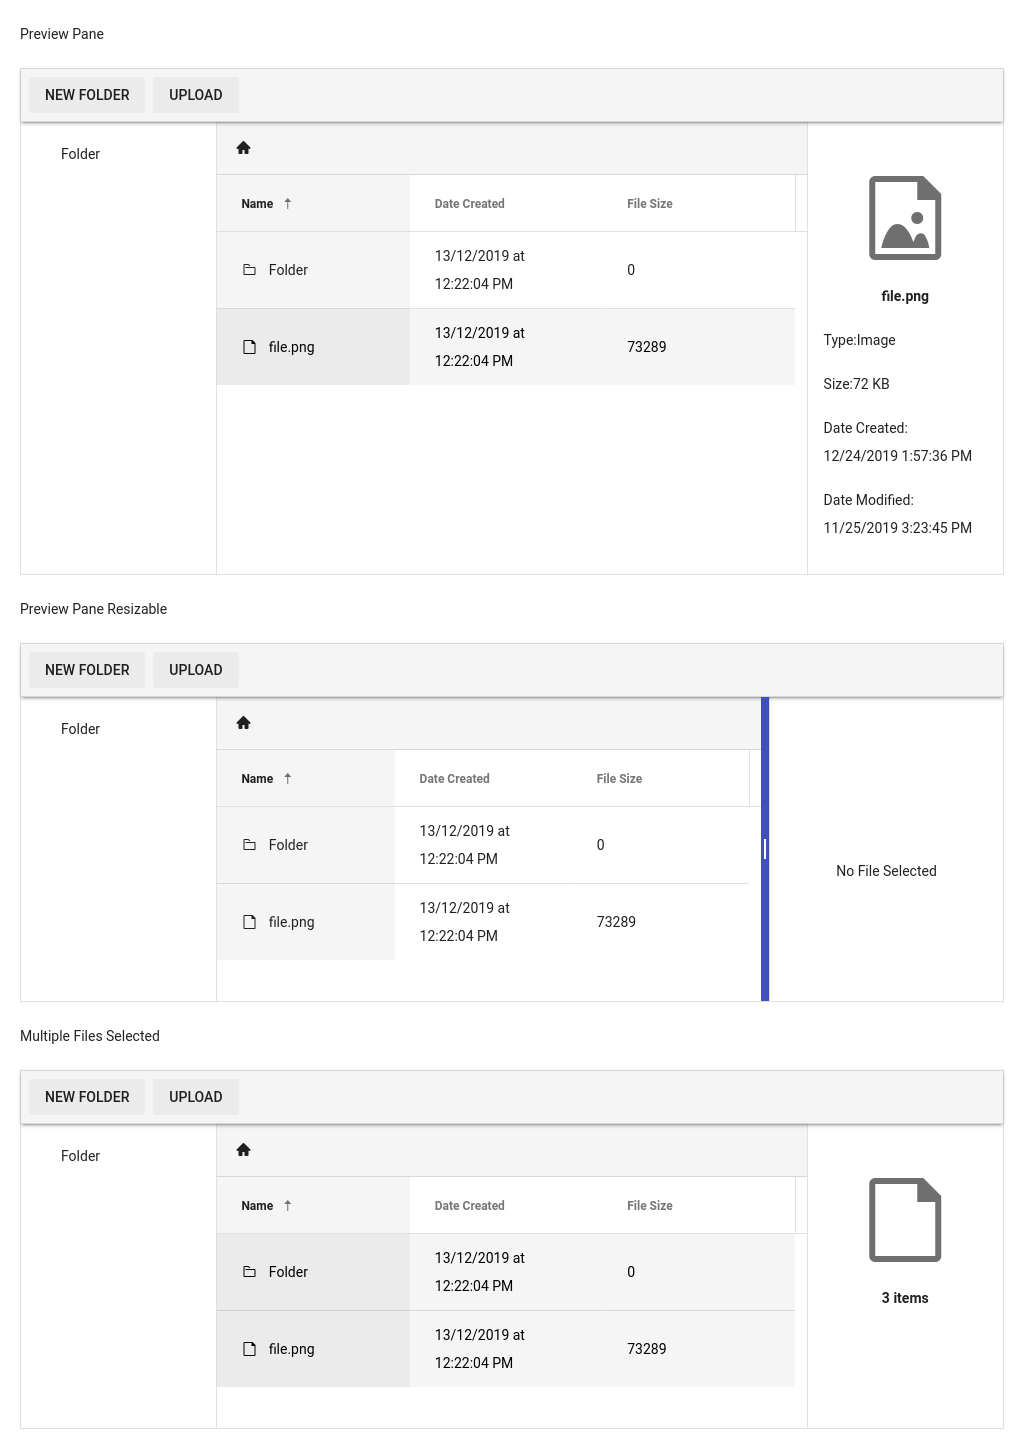 Preview Pane
NEW FOLDER UPLOAD
Folder
Name Date Created File Size
Folder 13/12/2019 at 12:22:04 PM 0
file.png 13/12/2019 at 12:22:04 PM 73289
file.png
Type:Image
Size:72 KB
Date Created:
12/24/2019 1:57:36 PM
Date Modified:
11/25/2019 3:23:45 PM
Preview Pane Resizable
NEW FOLDER UPLOAD
Folder
Name Date Created File Size
Folder 13/12/2019 at 12:22:04 PM 0
file.png 13/12/2019 at 12:22:04 PM 73289
No File Selected
Multiple Files Selected
NEW FOLDER UPLOAD
Folder
Name Date Created File Size
Folder 13/12/2019 at 12:22:04 PM 0
file.png 13/12/2019 at 12:22:04 PM 73289
3 items